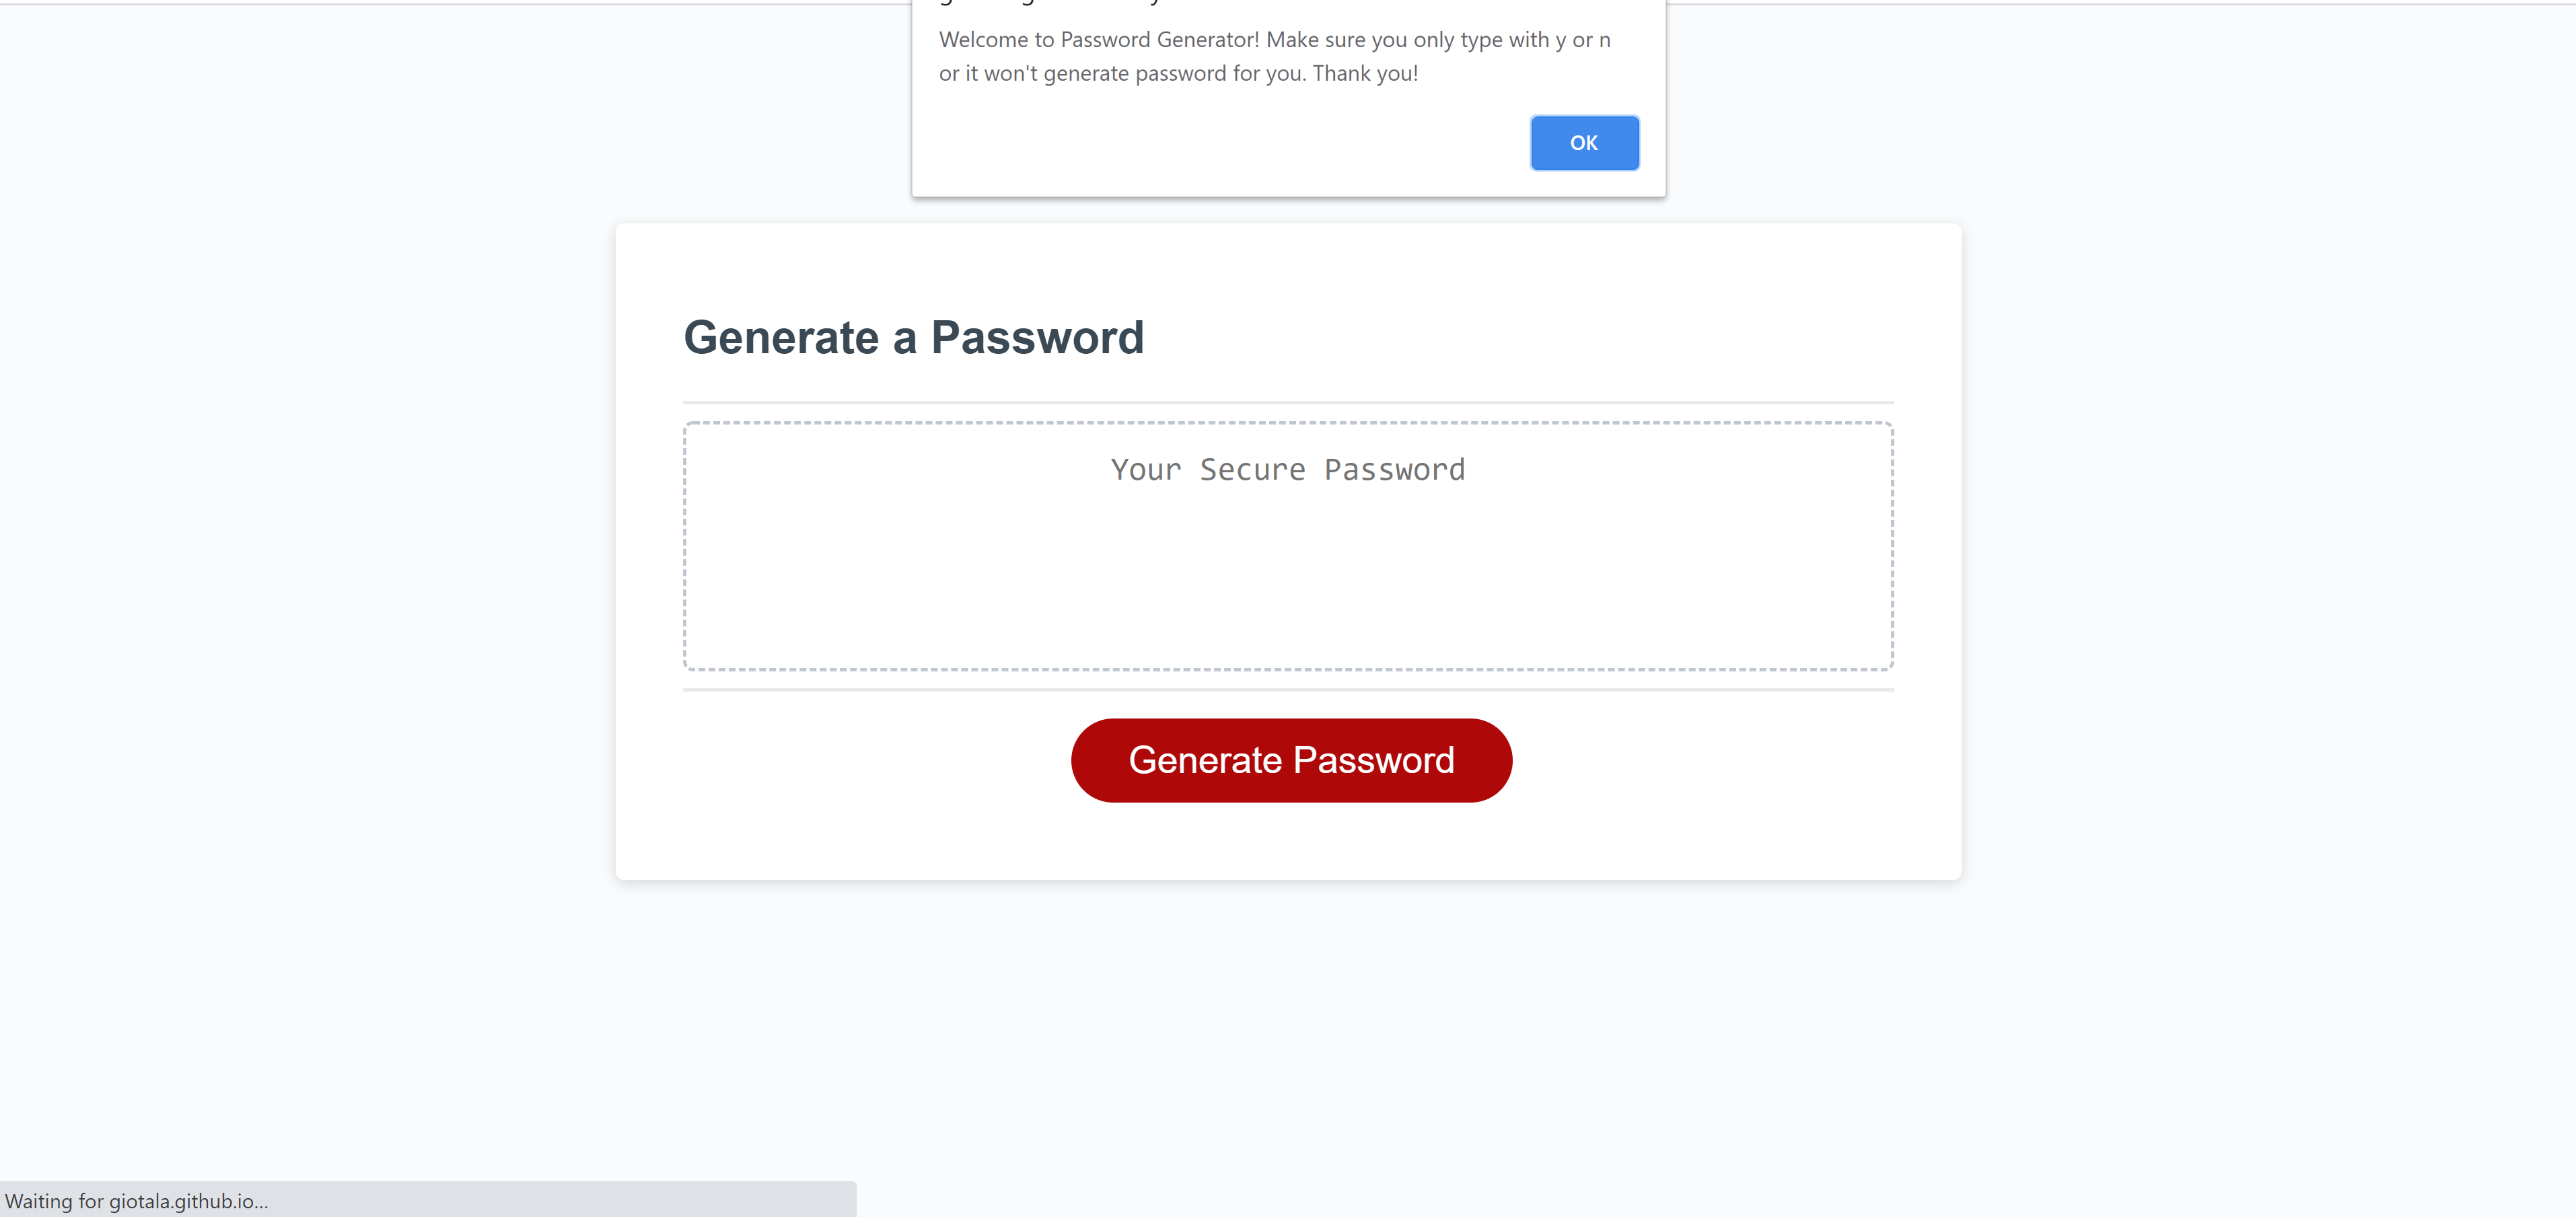 Welcome to Password Generator! Make sure you only type with y or n
or it won't generate password for you. Thank you!
OK
Generate a Password
Your Secure Password
Generate Password
Waiting for giotala.github.io...